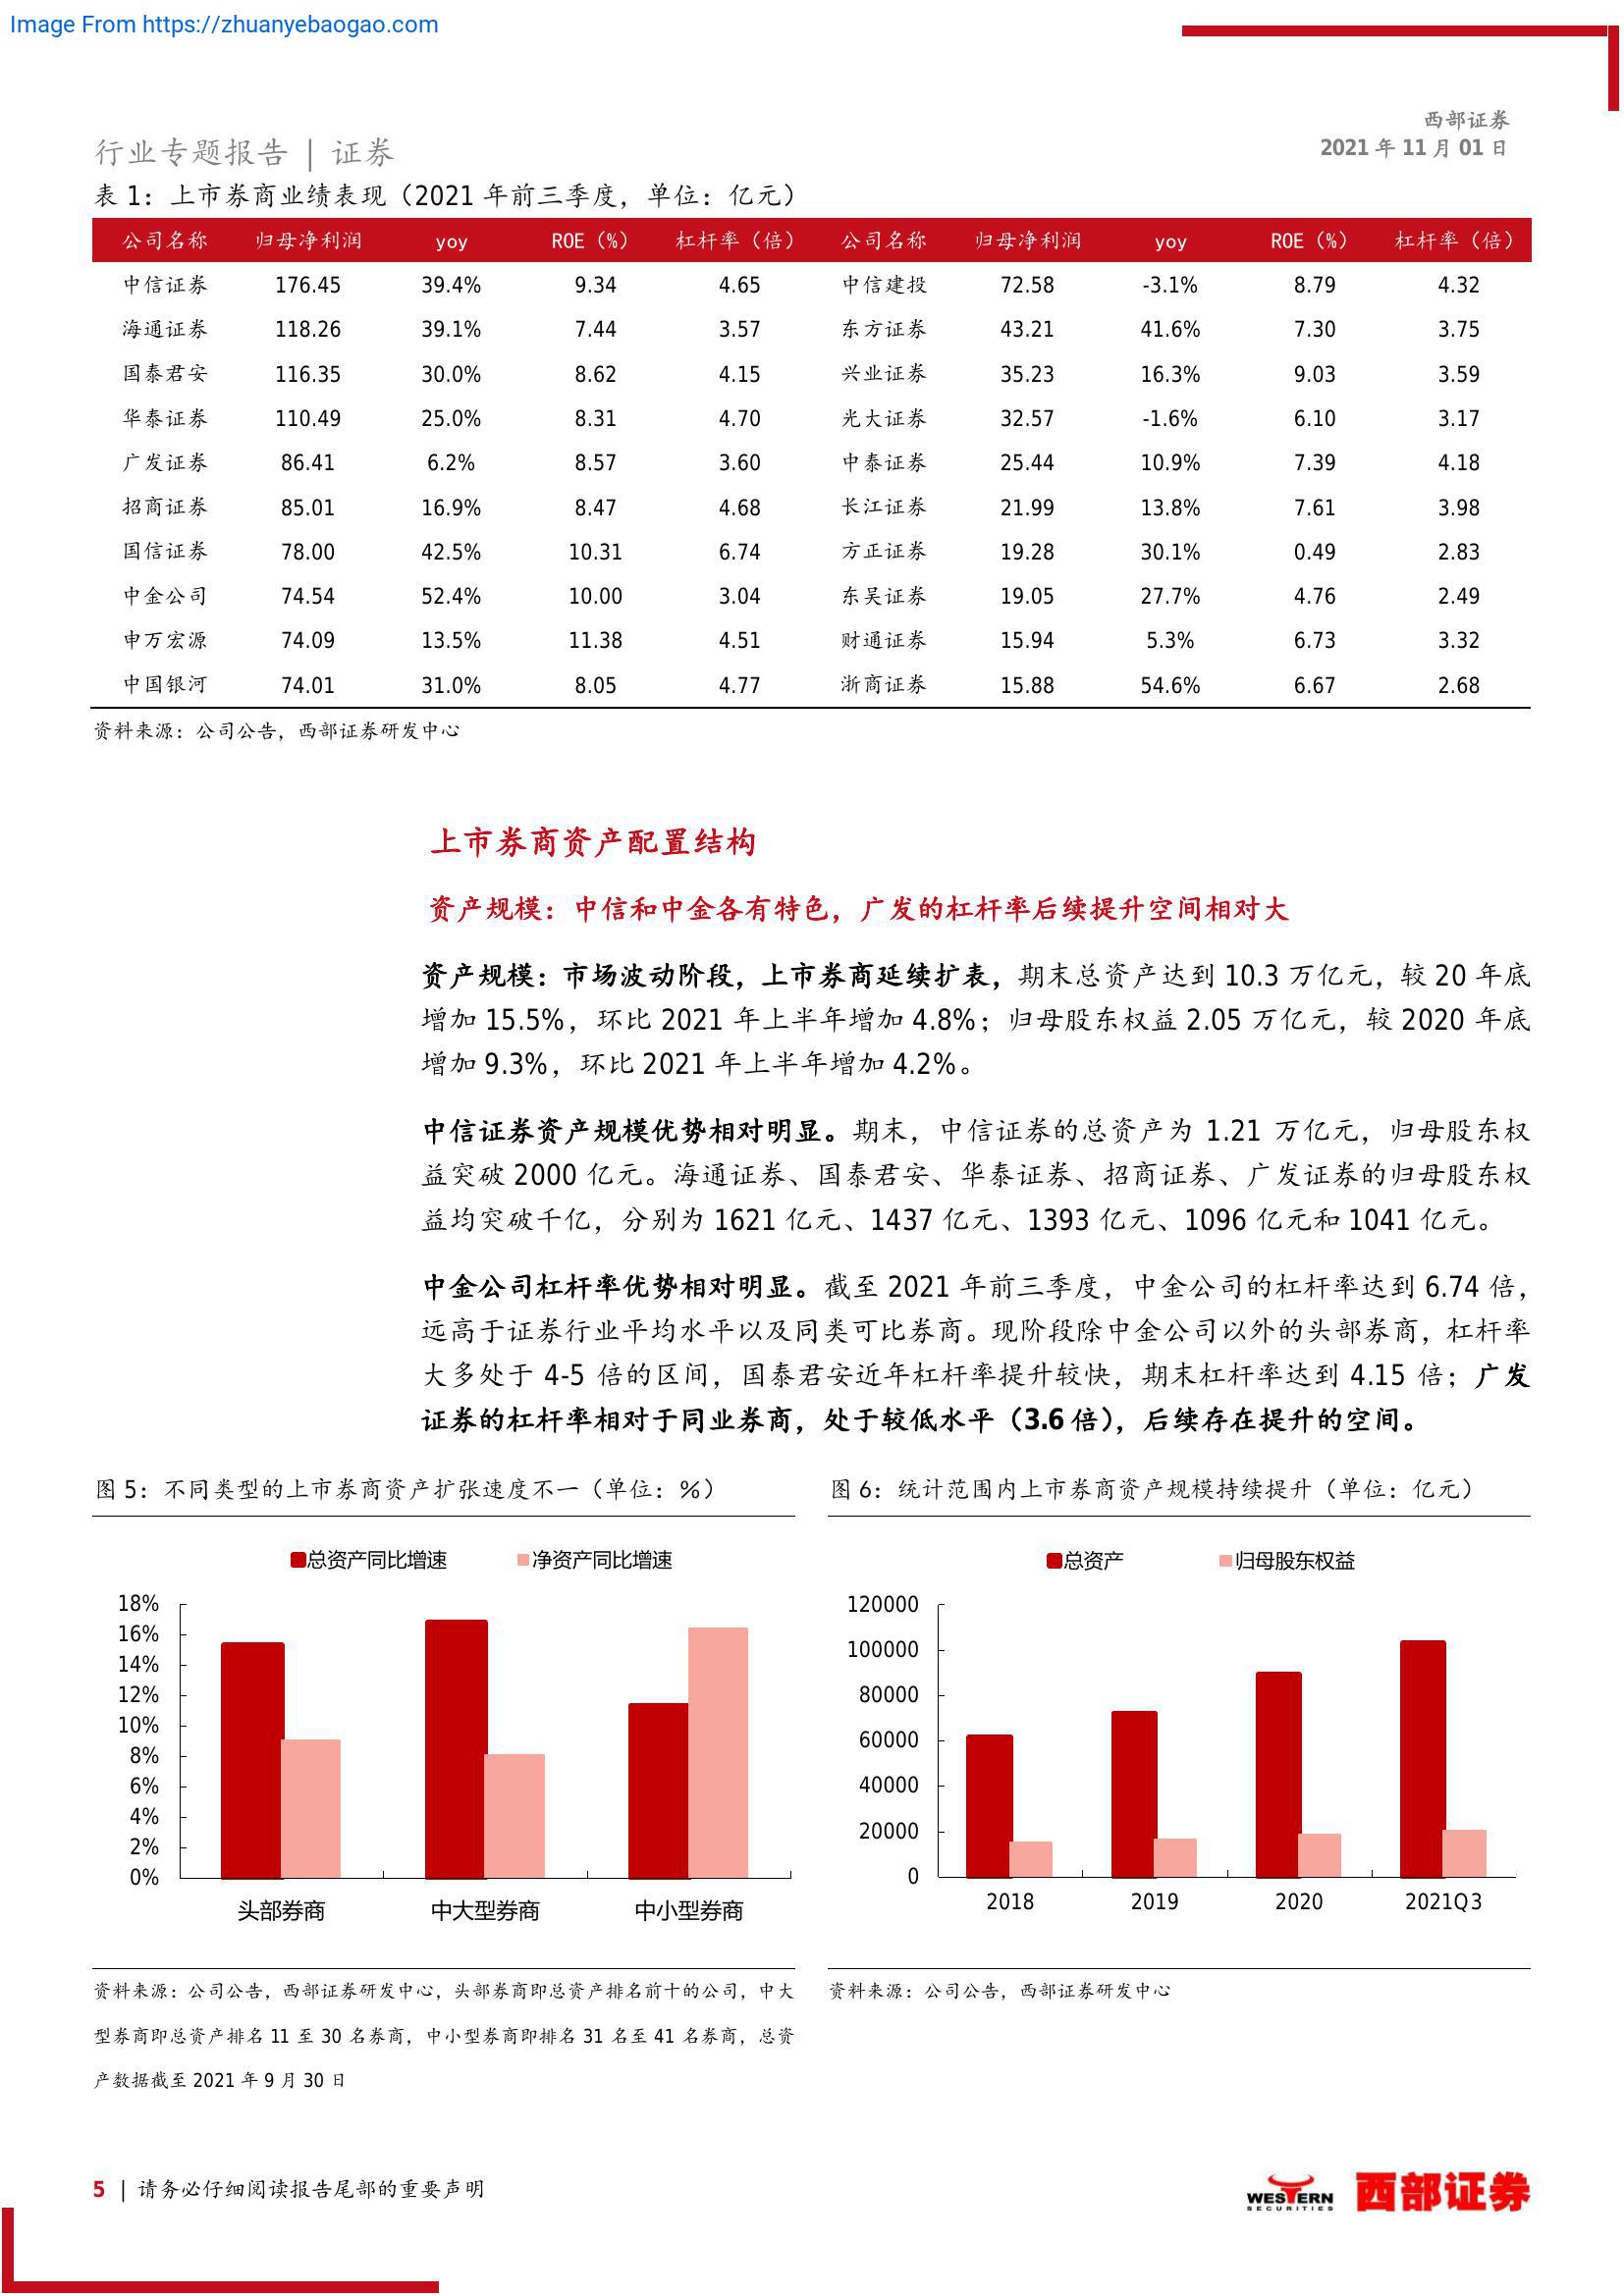 Image From https://zhuanyebaogao.com
西部证券
2021 年 11 月 01 日
行业专题报告 | 证券
表 1：上市券商业绩表现（2021 年前三季度，单位：亿元）
公司名称 归母净利润 yoy ROE（%） 杠杆率（倍） 公司名称 归母净利润 yoy ROE（%） 杠杆率（倍）
中信证券 176.45 39.4% 9.34 4.65 中信建投 72.58 -3.1% 8.79 4.32
海通证券 118.26 39.1% 7.44 3.57 东方证券 43.21 41.6% 7.30 3.75
国泰君安 116.35 30.0% 8.62 4.15 兴业证券 35.23 16.3% 9.03 3.59
华泰证券 110.49 25.0% 8.31 4.70 光大证券 32.57 -1.6% 6.10 3.17
广发证券 86.41 6.2% 8.57 3.60 中泰证券 25.44 10.9% 7.39 4.18
招商证券 85.01 16.9% 8.47 4.68 长江证券 21.99 13.8% 7.61 3.98
国信证券 78.00 42.5% 10.31 6.74 方正证券 19.28 30.1% 0.49 2.83
中金公司 74.54 52.4% 10.00 3.04 东吴证券 19.05 27.7% 4.76 2.49
申万宏源 74.09 13.5% 11.38 4.51 财通证券 15.94 5.3% 6.73 3.32
中国银河 74.01 31.0% 8.05 4.77 浙商证券 15.88 54.6% 6.67 2.68
资料来源：公司公告，西部证券研发中心
上市券商资产配置结构
资产规模：中信和中金各有特色，广发的杠杆率后续提升空间相对大
资产规模：市场波动阶段，上市券商延续扩表，期末总资产达到 10.3 万亿元，较 20 年底
增加 15.5%，环比 2021 年上半年增加 4.8%；归母股东权益 2.05 万亿元，较 2020 年底
增加 9.3%，环比 2021 年上半年增加 4.2%。
中信证券资产规模优势相对明显。期末，中信证券的总资产为 1.21 万亿元，归母股东权
益突破 2000 亿元。海通证券、国泰君安、华泰证券、招商证券、广发证券的归母股东权
益均突破千亿，分别为 1621 亿元、1437 亿元、1393 亿元、1096 亿元和 1041 亿元。
中金公司杠杆率优势相对明显。截至 2021 年前三季度，中金公司的杠杆率达到 6.74 倍，
远高于证券行业平均水平以及同类可比券商。现阶段除中金公司以外的头部券商，杠杆率
大多处于 4-5 倍的区间，国泰君安近年杠杆率提升较快，期末杠杆率达到 4.15 倍；广发
证券的杠杆率相对于同业券商，处于较低水平（3.6 倍），后续存在提升的空间。
图 5：不同类型的上市券商资产扩张速度不一（单位：%）
总资产同比增速 净资产同比增速
18%
16%
14%
12%
10%
8%
6%
4%
2%
0%
头部券商 中大型券商 中小型券商
资料来源：公司公告，西部证券研发中心，头部券商即总资产排名前十的公司，中大
型券商即总资产排名 11 至 30 名券商，中小型券商即排名 31 名至 41 名券商，总资
产数据截至 2021 年 9 月 30 日
图 6：统计范围内上市券商资产规模持续提升（单位：亿元）
总资产 归母股东权益
120000
100000
80000
60000
40000
20000
0
2018 2019 2020 2021Q3
资料来源：公司公告，西部证券研发中心
5 | 请务必仔细阅读报告尾部的重要声明
WESTERN
SECURITIES
西部证券